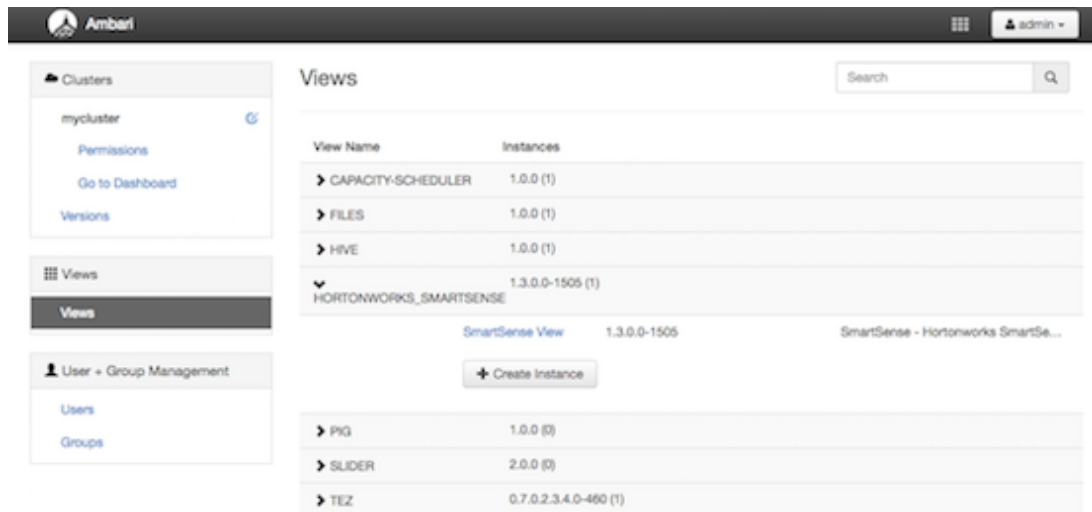 Ambari
admin
Clusters
mycluster
Permissions
Go to Dashboard
Versions
Views
Views
User + Group Management
Users
Groups
Views
Search
View Name Instances
CAPACITY-SCHEDULER 1.0.0 (1)
FILES 1.0.0 (1)
HIVE 1.0.0 (1)
HORTONWORKS_SMARTSENSE 1.3.0.0-1505 (1)
SmartSense View 1.3.0.0-1505 SmartSense - Hortonworks SmartSe...
Create Instance
PIG 1.0.0 (0)
SLIDER 2.0.0 (0)
TEZ 0.7.0.2.3.4.0-460 (1)